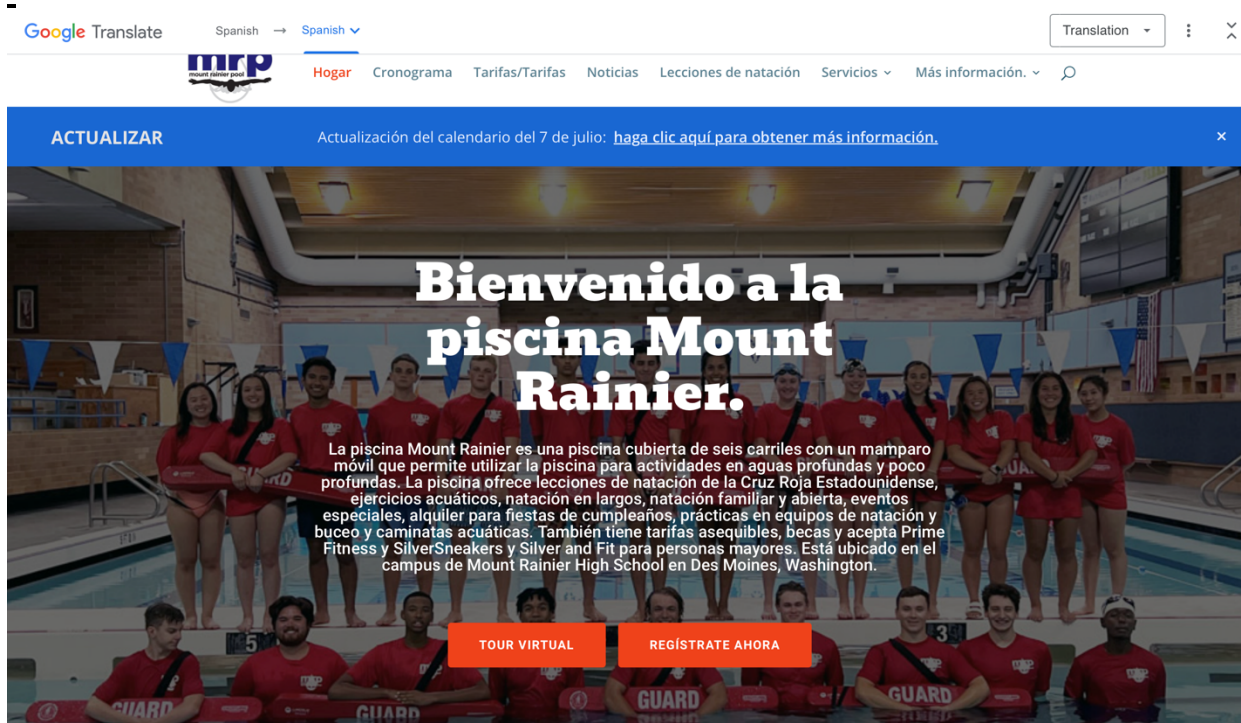 Google Translate
Spanish → Spanish
Translation
mrp
mount rainier pool
Hogar Cronograma Tarifas/Tarifas Noticias Lecciones de natación Servicios Más información.
ACTUALIZAR
Actualización del calendario del 7 de julio: haga clic aquí para obtener más información.
×
Bienvenido a la
piscina Mount
Rainier.
La piscina Mount Rainier es una piscina cubierta de seis carriles con un mamparo
móvil que permite utilizar la piscina para actividades en aguas profundas y poco
profundas. La piscina ofrece lecciones de natación de la Cruz Roja Estadounidense,
ejercicios acuáticos, natación en largos, natación familiar y abierta, eventos
especiales, alquiler para fiestas de cumpleaños, prácticas en equipos de natación y
buceo y caminatas acuáticas. También tiene tarifas asequibles, becas y acepta Prime
Fitness y SilverSneakers y Silver and Fit para personas mayores. Está ubicado en el
campus de Mount Rainier High School en Des Moines, Washington.
TOUR VIRTUAL
REGÍSTRATE AHORA
5
3
GUARD
GUARD
GUARD
GUARD